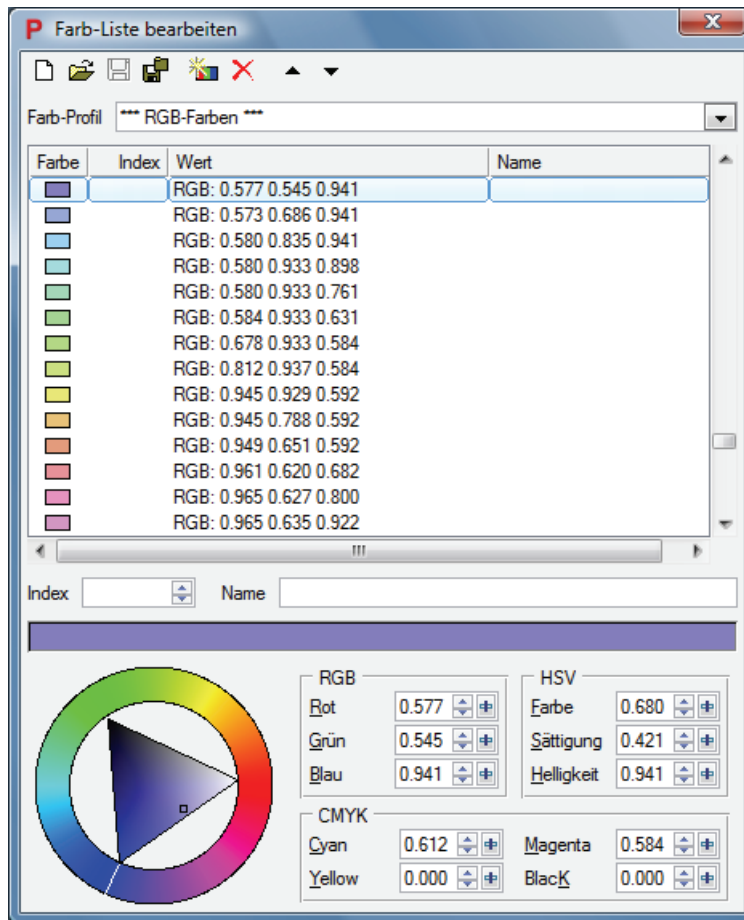 P Farb-Liste bearbeiten
Farb-Profil *** RGB-Farben ***
Farbe Index Wert Name
RGB: 0.577 0.545 0.941
RGB: 0.573 0.686 0.941
RGB: 0.580 0.835 0.941
RGB: 0.580 0.933 0.898
RGB: 0.580 0.933 0.761
RGB: 0.584 0.933 0.631
RGB: 0.678 0.933 0.584
RGB: 0.812 0.937 0.584
RGB: 0.945 0.929 0.592
RGB: 0.945 0.788 0.592
RGB: 0.949 0.651 0.592
RGB: 0.961 0.620 0.682
RGB: 0.965 0.627 0.800
RGB: 0.965 0.635 0.922
Index Name
RGB HSV
Rot 0.577 Farbe 0.680
Grün 0.545 Sättigung 0.421
Blau 0.941 Helligkeit 0.941
CMYK
Cyan 0.612 Magenta 0.584
Yellow 0.000 BlacK 0.000